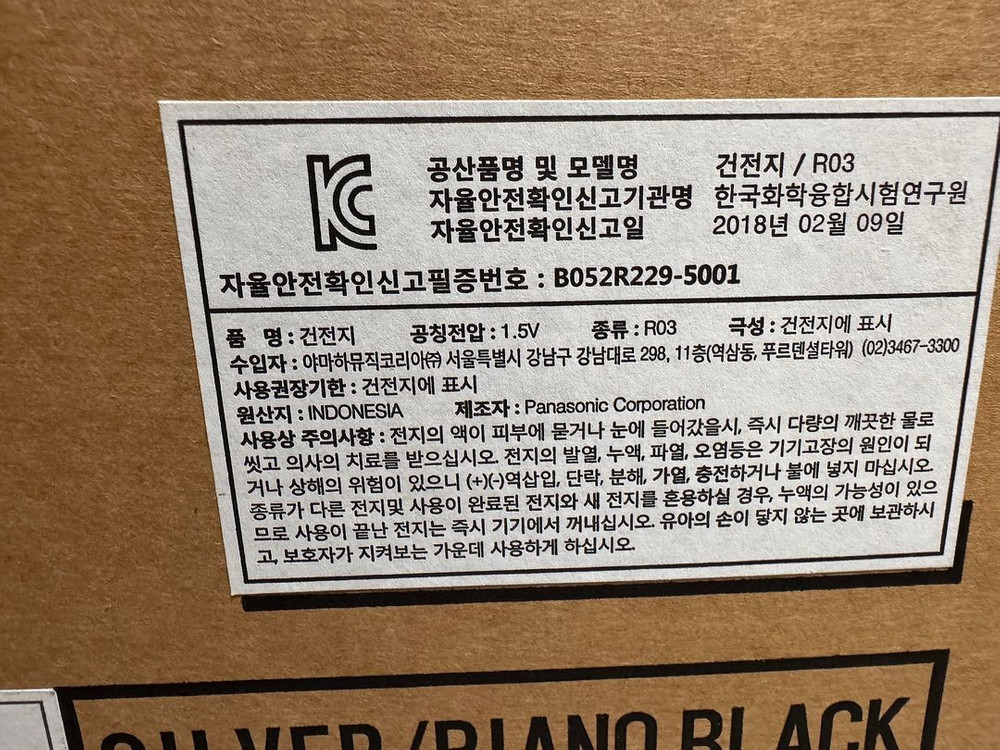 KC
공산품명 및 모델명 건전지 / R03
자율안전확인신고기관명 한국화학융합시험연구원
자율안전확인신고일 2018년 02월 09일
자율안전확인신고필증번호 : B052R229-5001
품 명 : 건전지 공칭전압 : 1.5V 종류 : R03 극성 : 건전지에 표시
수입자 : 야마하뮤직코리아㈜ 서울특별시 강남구 강남대로 298, 11층(역삼동, 푸르덴셜타워) (02)3467-3300
사용권장기한 : 건전지에 표시
원산지 : INDONESIA 제조자 : Panasonic Corporation
사용상 주의사항 : 전지의 액이 피부에 묻거나 눈에 들어갔을시, 즉시 다량의 깨끗한 물로
씻고 의사의 치료를 받으십시오. 전지의 발열, 누액, 파열, 오염등은 기기고장의 원인이 되
거나 상해의 위험이 있으니 (+)(-)역삽입, 단락, 분해, 가열, 충전하거나 불에 넣지 마십시오.
종류가 다른 전지및 사용이 완료된 전지와 새 전지를 혼용하실 경우, 누액의 가능성이 있으
므로 사용이 끝난 전지는 즉시 기기에서 꺼내십시오. 유아의 손이 닿지 않는 곳에 보관하시
고, 보호자가 지켜보는 가운데 사용하게 하십시오.
SILVER/PIANO BLACK